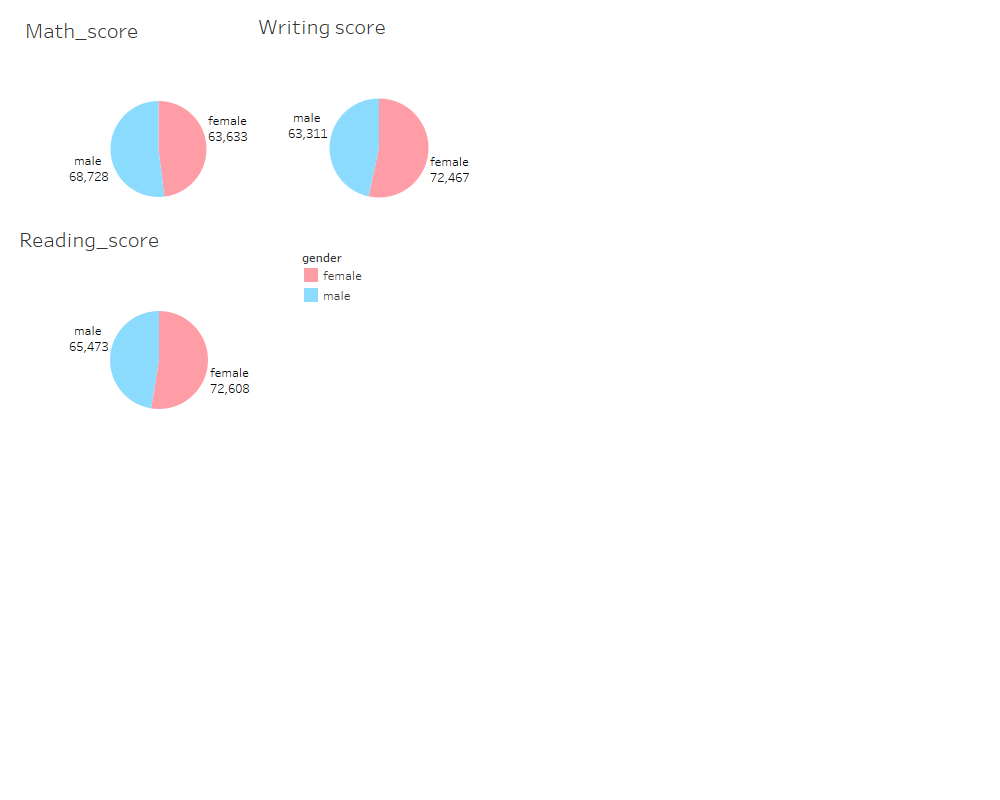 Math_score
female
63,633
male
68,728
Writing score
male
63,311
female
72,467
Reading_score
male
65,473
female
72,608
gender
female
male